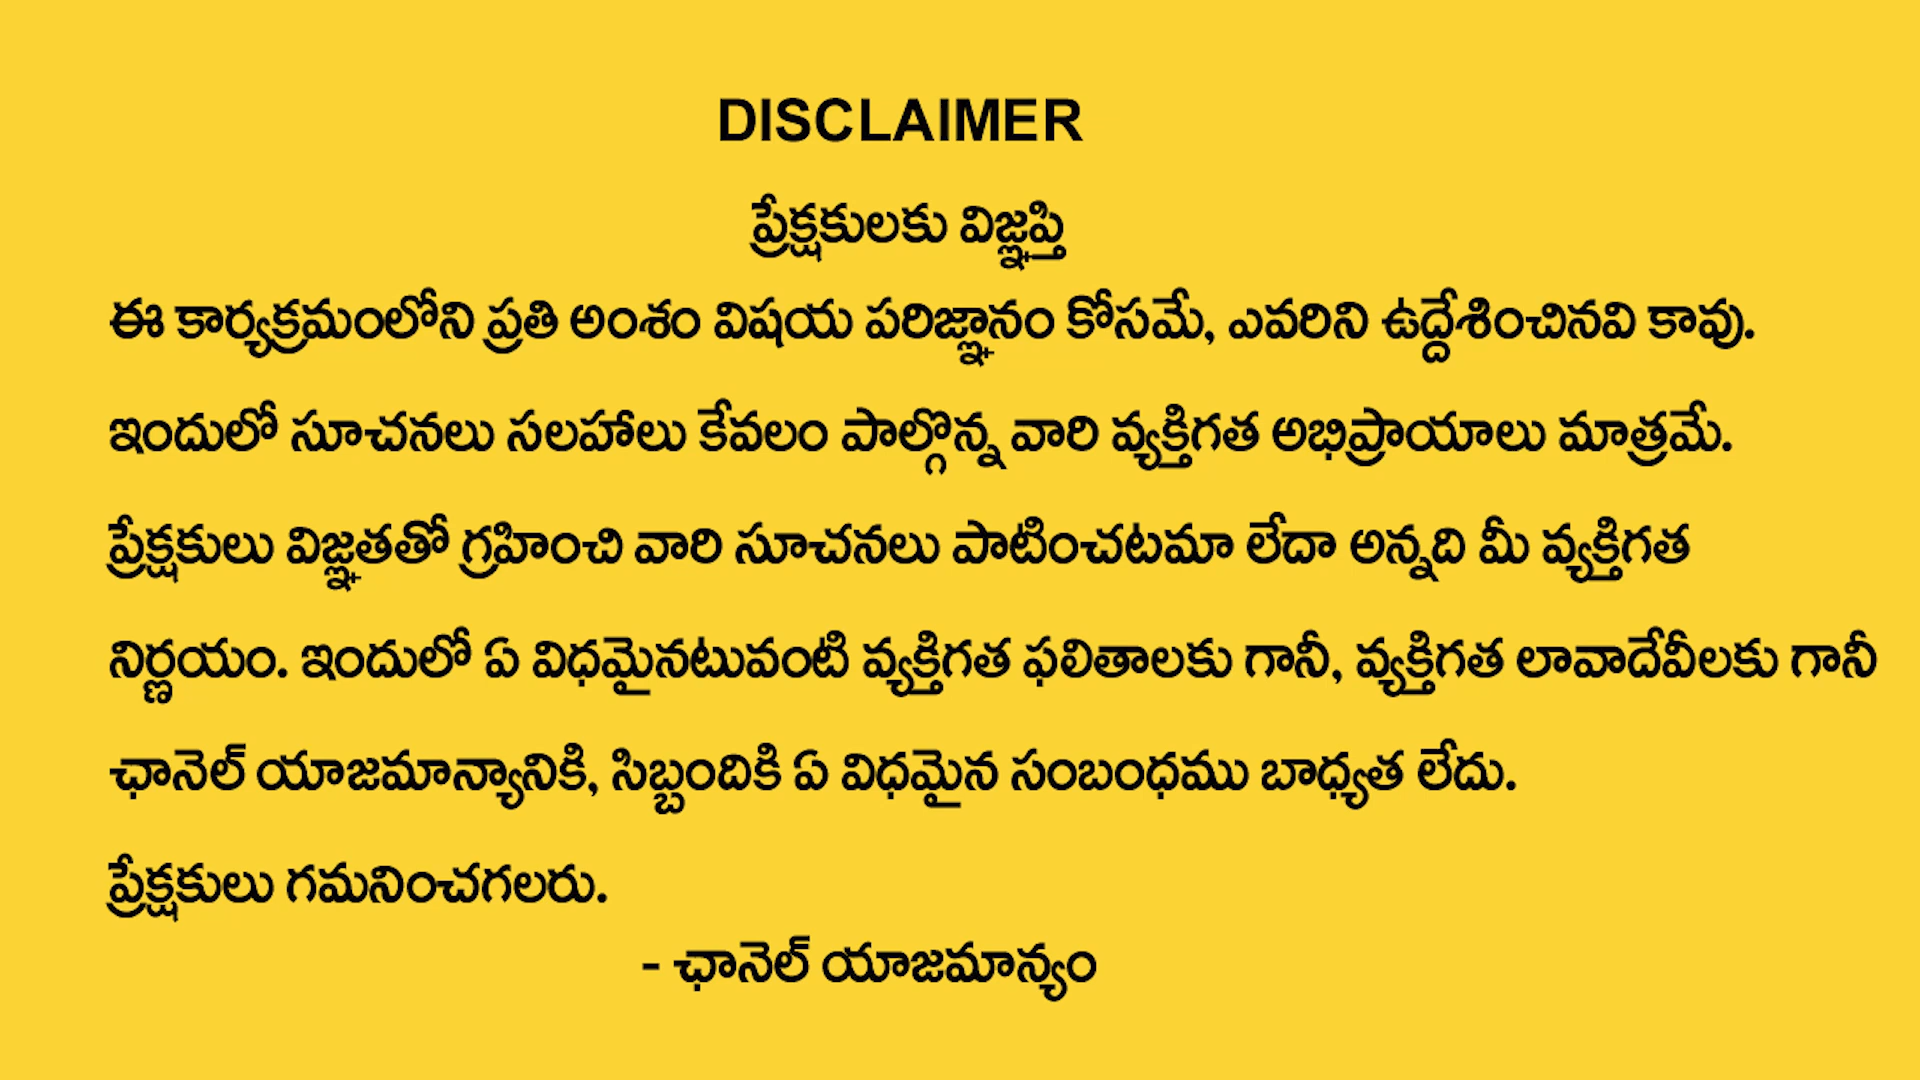 DISCLAIMER
ప్రేక్షకులకు విజ్ఞప్తి
ఈ కార్యక్రమంలోని ప్రతి అంశం విషయ పరిజ్ఞానం కోసమే, ఎవరిని ఉద్దేశించినవి కావు.
ఇందులో సూచనలు సలహాలు కేవలం పాల్గొన్న వారి వ్యక్తిగత అభిప్రాయాలు మాత్రమే.
ప్రేక్షకులు విజ్ఞతతో గ్రహించి వారి సూచనలు పాటించటమా లేదా అన్నది మీ వ్యక్తిగత
నిర్ణయం. ఇందులో ఏ విధమైనటువంటి వ్యక్తిగత ఫలితాలకు గానీ, వ్యక్తిగత లావాదేవీలకు గానీ
ఛానెల్ యాజమాన్యానికి, సిబ్బందికి ఏ విధమైన సంబంధము బాధ్యత లేదు.
ప్రేక్షకులు గమనించగలరు.
- ఛానెల్ యాజమాన్యం